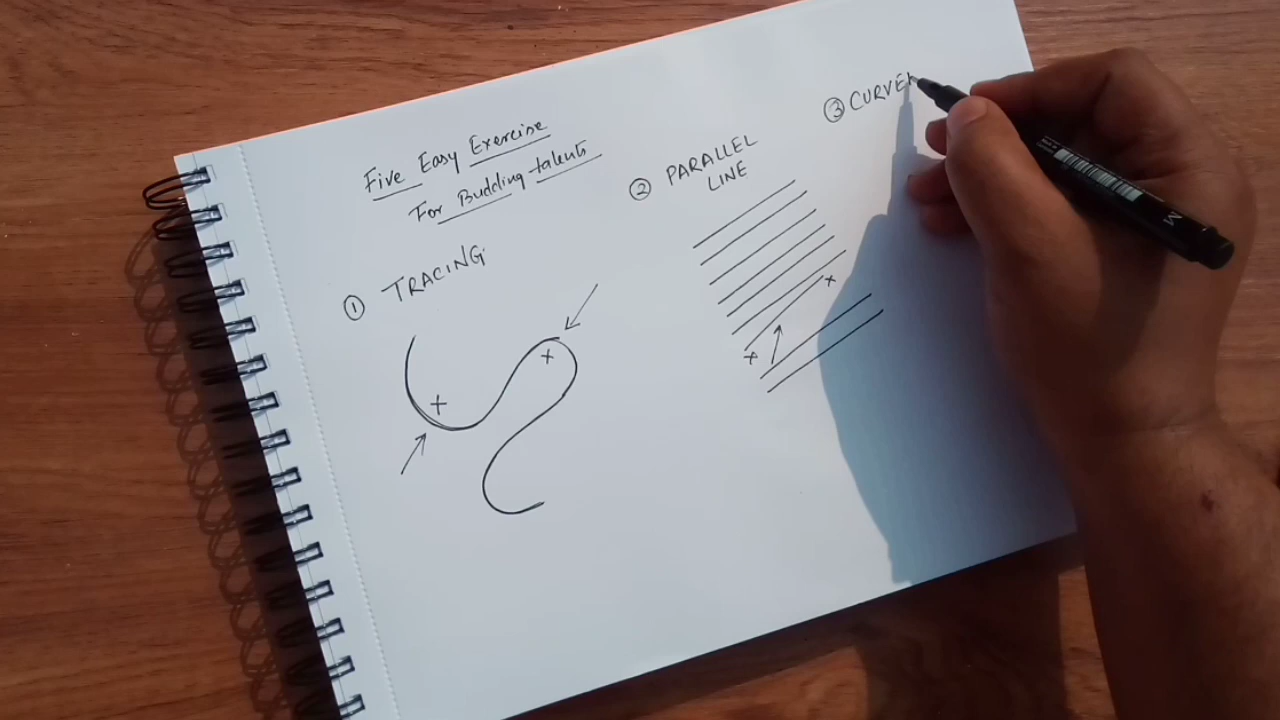 Five Easy Exercise
For Budding talents
① TRACING
② PARALLEL
LINE
③ CURVE
M